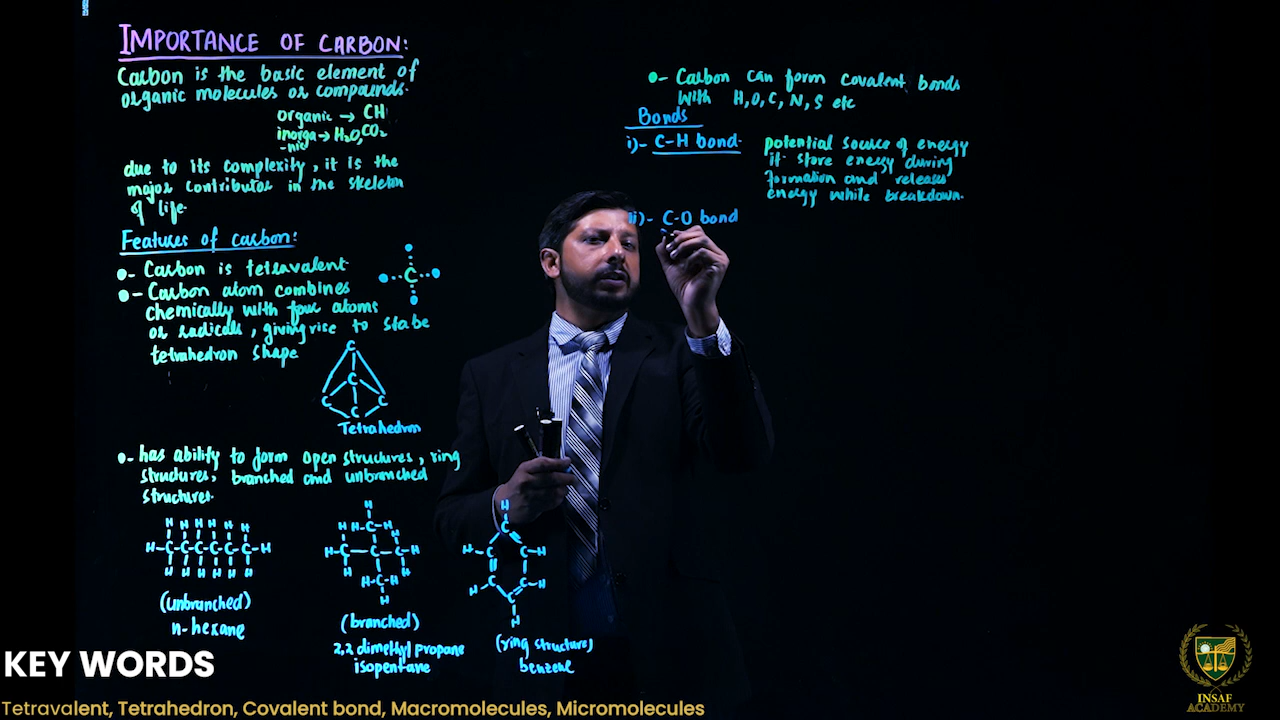 IMPORTANCE OF CARBON:
Carbon is the basic element of
organic molecules or compounds.
organic → CH
inorga → H2O, CO2
-nic
due to its complexity, it is the
major contributor in the skeleton
of life.
Features of carbon:
- Carbon is tetravalent
C
- Carbon atom combines
chemically with four atoms
or radicals, giving rise to stabe
tetrahedron shape
C
C
C C
C
Tetrahedron
- has ability to form open structures, ring
structures, branched and unbranched
structures.
H H H H H H
H-C-C-C-C-C-C-H
H H H H H H
(unbranched)
n-hexane
H
H H-C-H H
H-C-C-C-H
H H-C-H H
H
(branched)
2,2 dimethyl propane
isopentane
H
C
H-C C-H
H-C C-H
C
H
(ring structure)
benzene
- Carbon can form covalent bonds
with H, O, C, N, S etc
Bonds
i)- C-H bond.
potential source of energy
it store energy during
formation and releases
energy while breakdown.
ii)- C-O bond
KEY WORDS
Tetravalent, Tetrahedron, Covalent bond, Macromolecules, Micromolecules
INSAF
ACADEMY